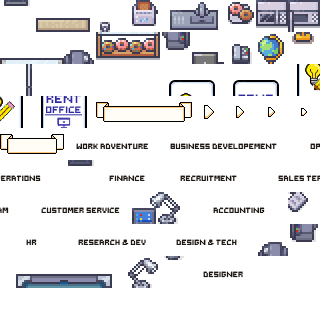 RENT
OFFICE
WORK ADVENTURE BUSINESS DEVELOPEMENT OP
ERATIONS FINANCE RECRUITMENT SALES TE
AM CUSTOMER SERVICE ACCOUNTING
HR RESEARCH & DEV DESIGN & TECH
DESIGNER